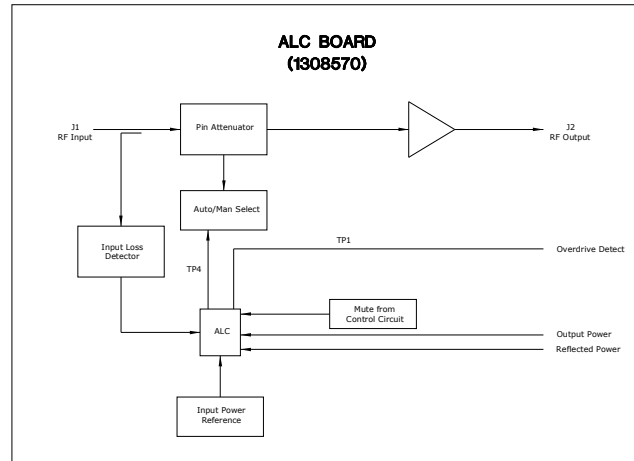 ALC BOARD
(1308570)
J1
RF Input
Pin Attenuator
J2
RF Output
Auto/Man Select
Input Loss
Detector
TP4
TP1
Overdrive Detect
Mute from
Control Circuit
ALC
Output Power
Reflected Power
Input Power
Reference